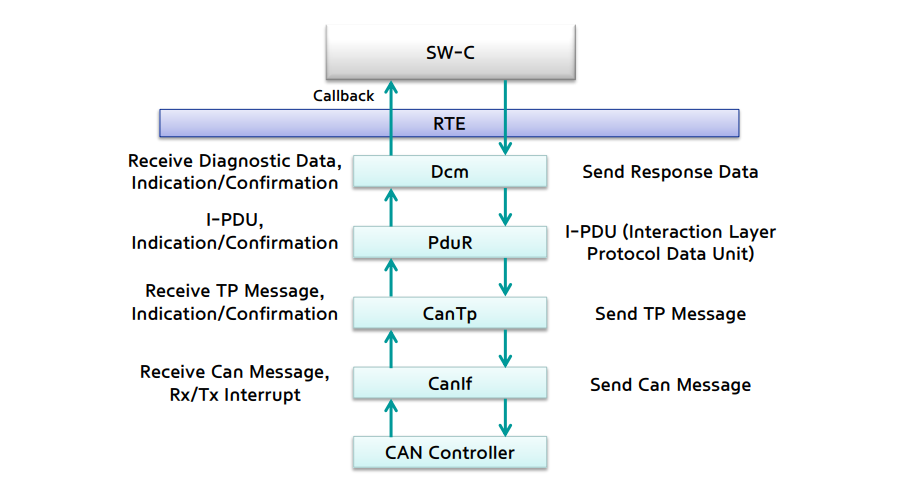 SW-C
Callback
RTE
Receive Diagnostic Data,
Indication/Confirmation
Dcm
Send Response Data
I-PDU,
Indication/Confirmation
PduR
I-PDU (Interaction Layer
Protocol Data Unit)
Receive TP Message,
Indication/Confirmation
CanTp
Send TP Message
Receive Can Message,
Rx/Tx Interrupt
CanIf
Send Can Message
CAN Controller